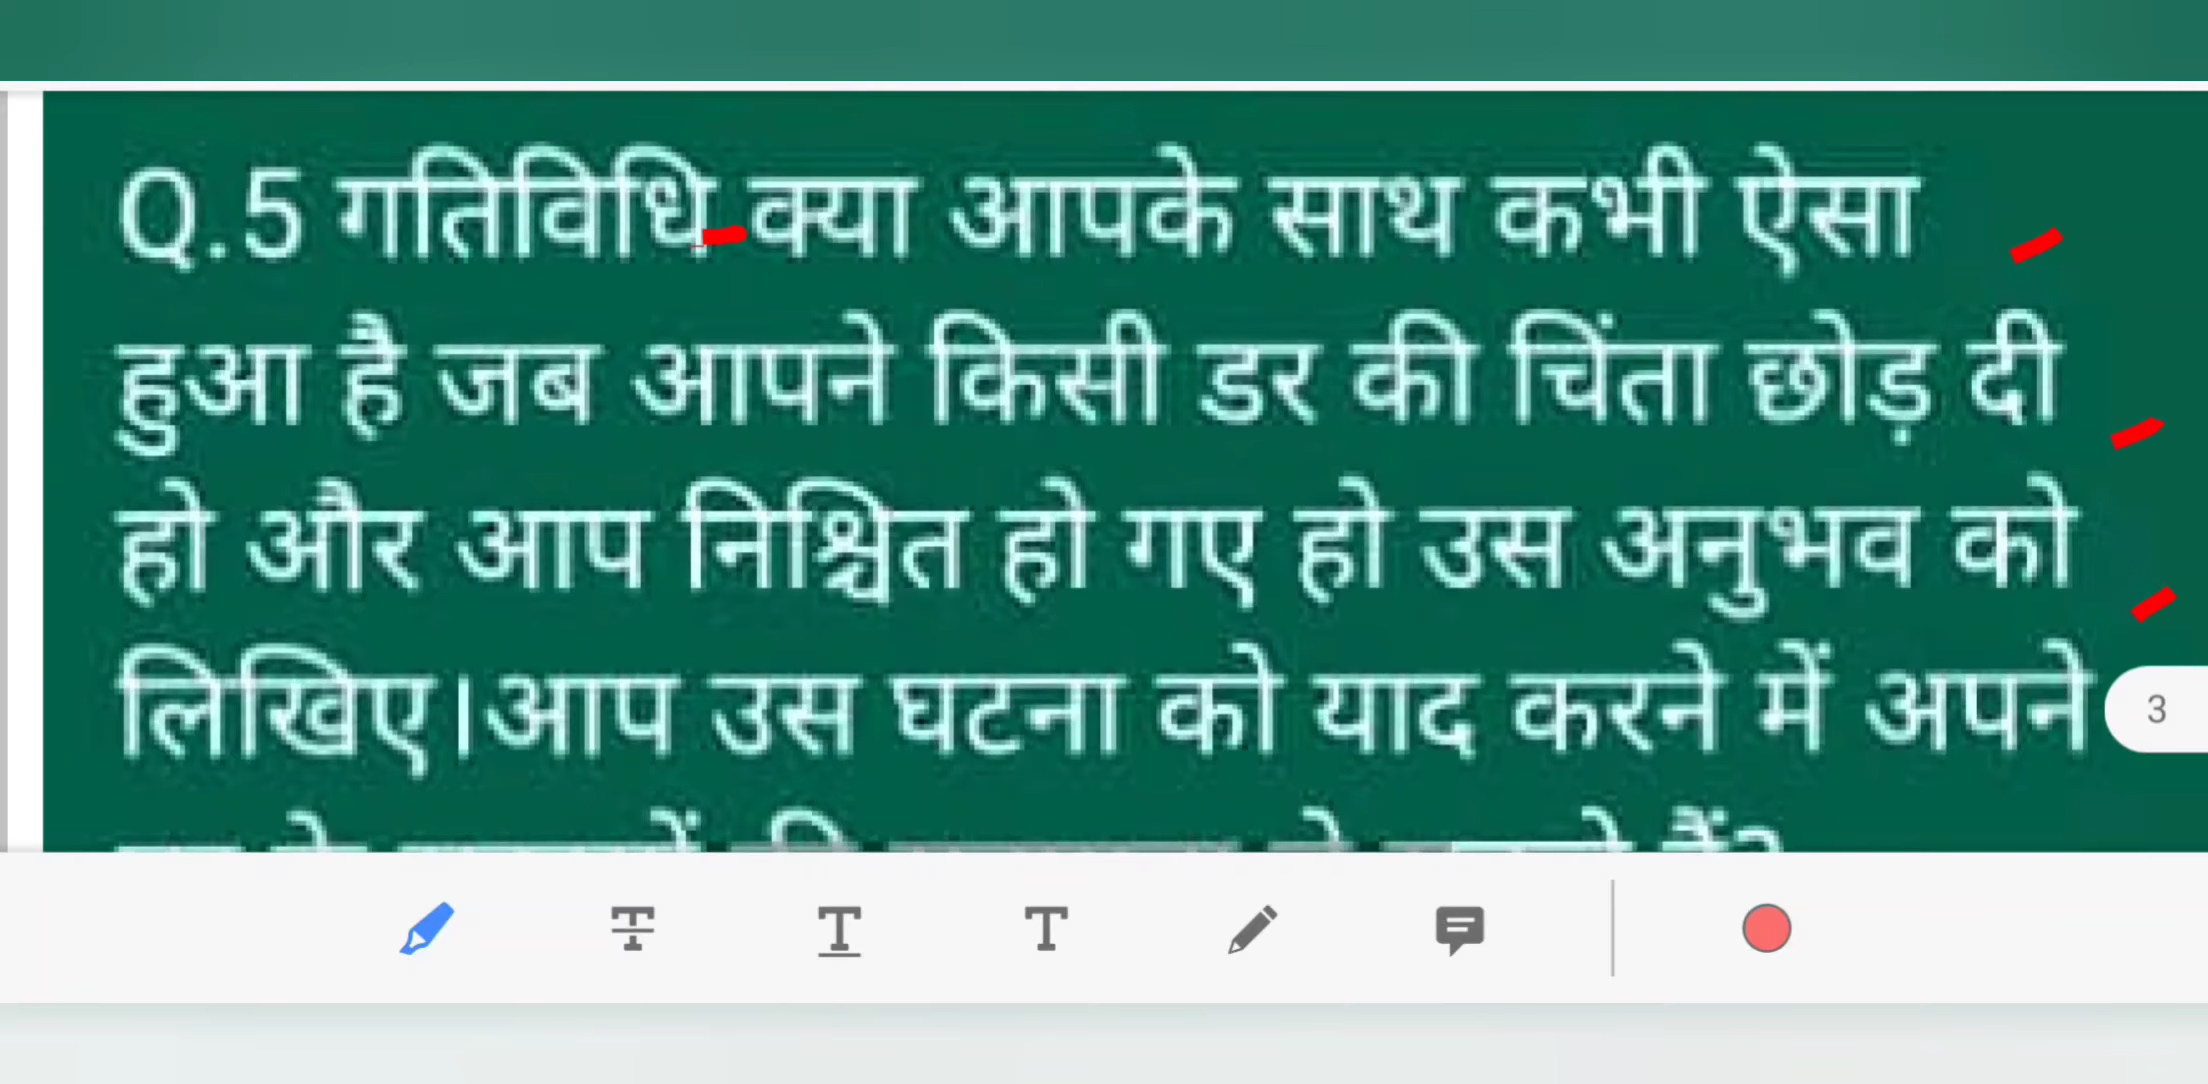 Q.5 गतिविधि क्या आपके साथ कभी ऐसा
हुआ है जब आपने किसी डर की चिंता छोड़ दी
हो और आप निश्चित हो गए हो उस अनुभव को
लिखिए।आप उस घटना को याद करने में अपने
3
T T T